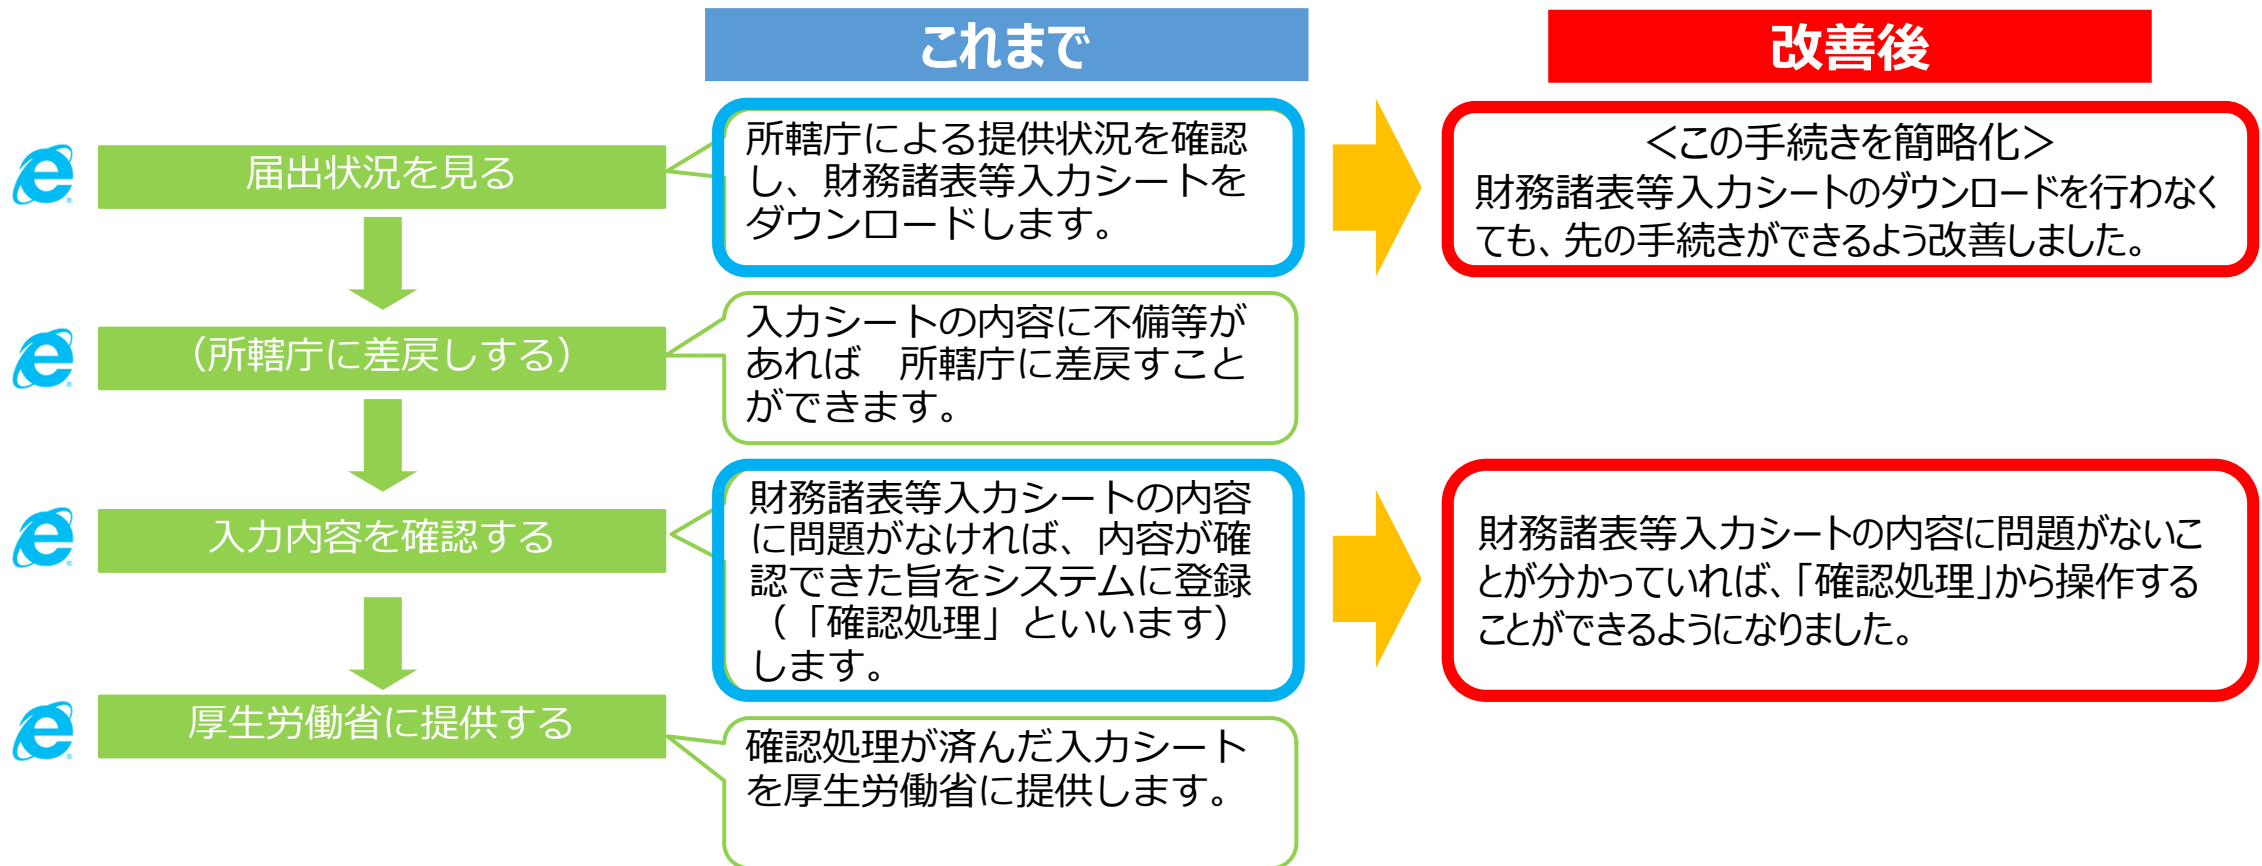 これまで
改善後
届出状況を見る
所轄庁による提供状況を確認
し、財務諸表等入力シートを
ダウンロードします。
＜この手続きを簡略化＞
財務諸表等入力シートのダウンロードを行わなく
ても、先の手続きができるよう改善しました。
（所轄庁に差戻しする）
入力シートの内容に不備等が
あれば　所轄庁に差戻すこと
ができます。
入力内容を確認する
財務諸表等入力シートの内容
に問題がなければ、内容が確
認できた旨をシステムに登録
（「確認処理」といいます）
します。
財務諸表等入力シートの内容に問題がないこ
とが分かっていれば、「確認処理」から操作する
ことができるようになりました。
厚生労働省に提供する
確認処理が済んだ入力シート
を厚生労働省に提供します。